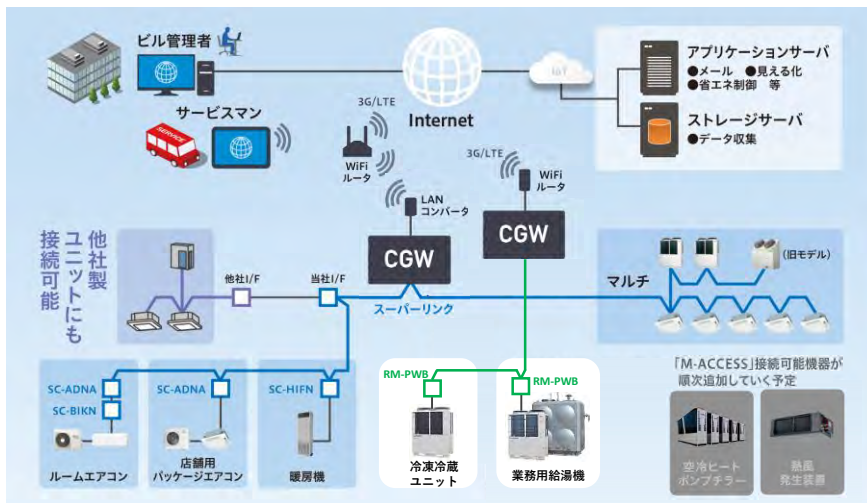 ビル管理者
サービスマン
SERVICE
3G/LTE
WiFi
ルータ
Internet
IoT
アプリケーションサーバ
●メール ●見える化
●省エネ制御 等
ストレージサーバ
●データ収集
3G/LTE
WiFi
ルータ
LAN
コンバータ
CGW
CGW
他社製
ユニットにも
接続可能
他社I/F
当社I/F
スーパーリンク
マルチ
(旧モデル)
SC-ADNA
SC-BIKN
ルームエアコン
SC-ADNA
店舗用
パッケージエアコン
SC-HIFN
暖房機
RM-PWB
冷凍冷蔵
ユニット
RM-PWB
業務用給湯機
「M-ACCESS」接続可能機器が
順次追加していく予定
空冷ヒート
ポンプチラー
熱風
発生装置